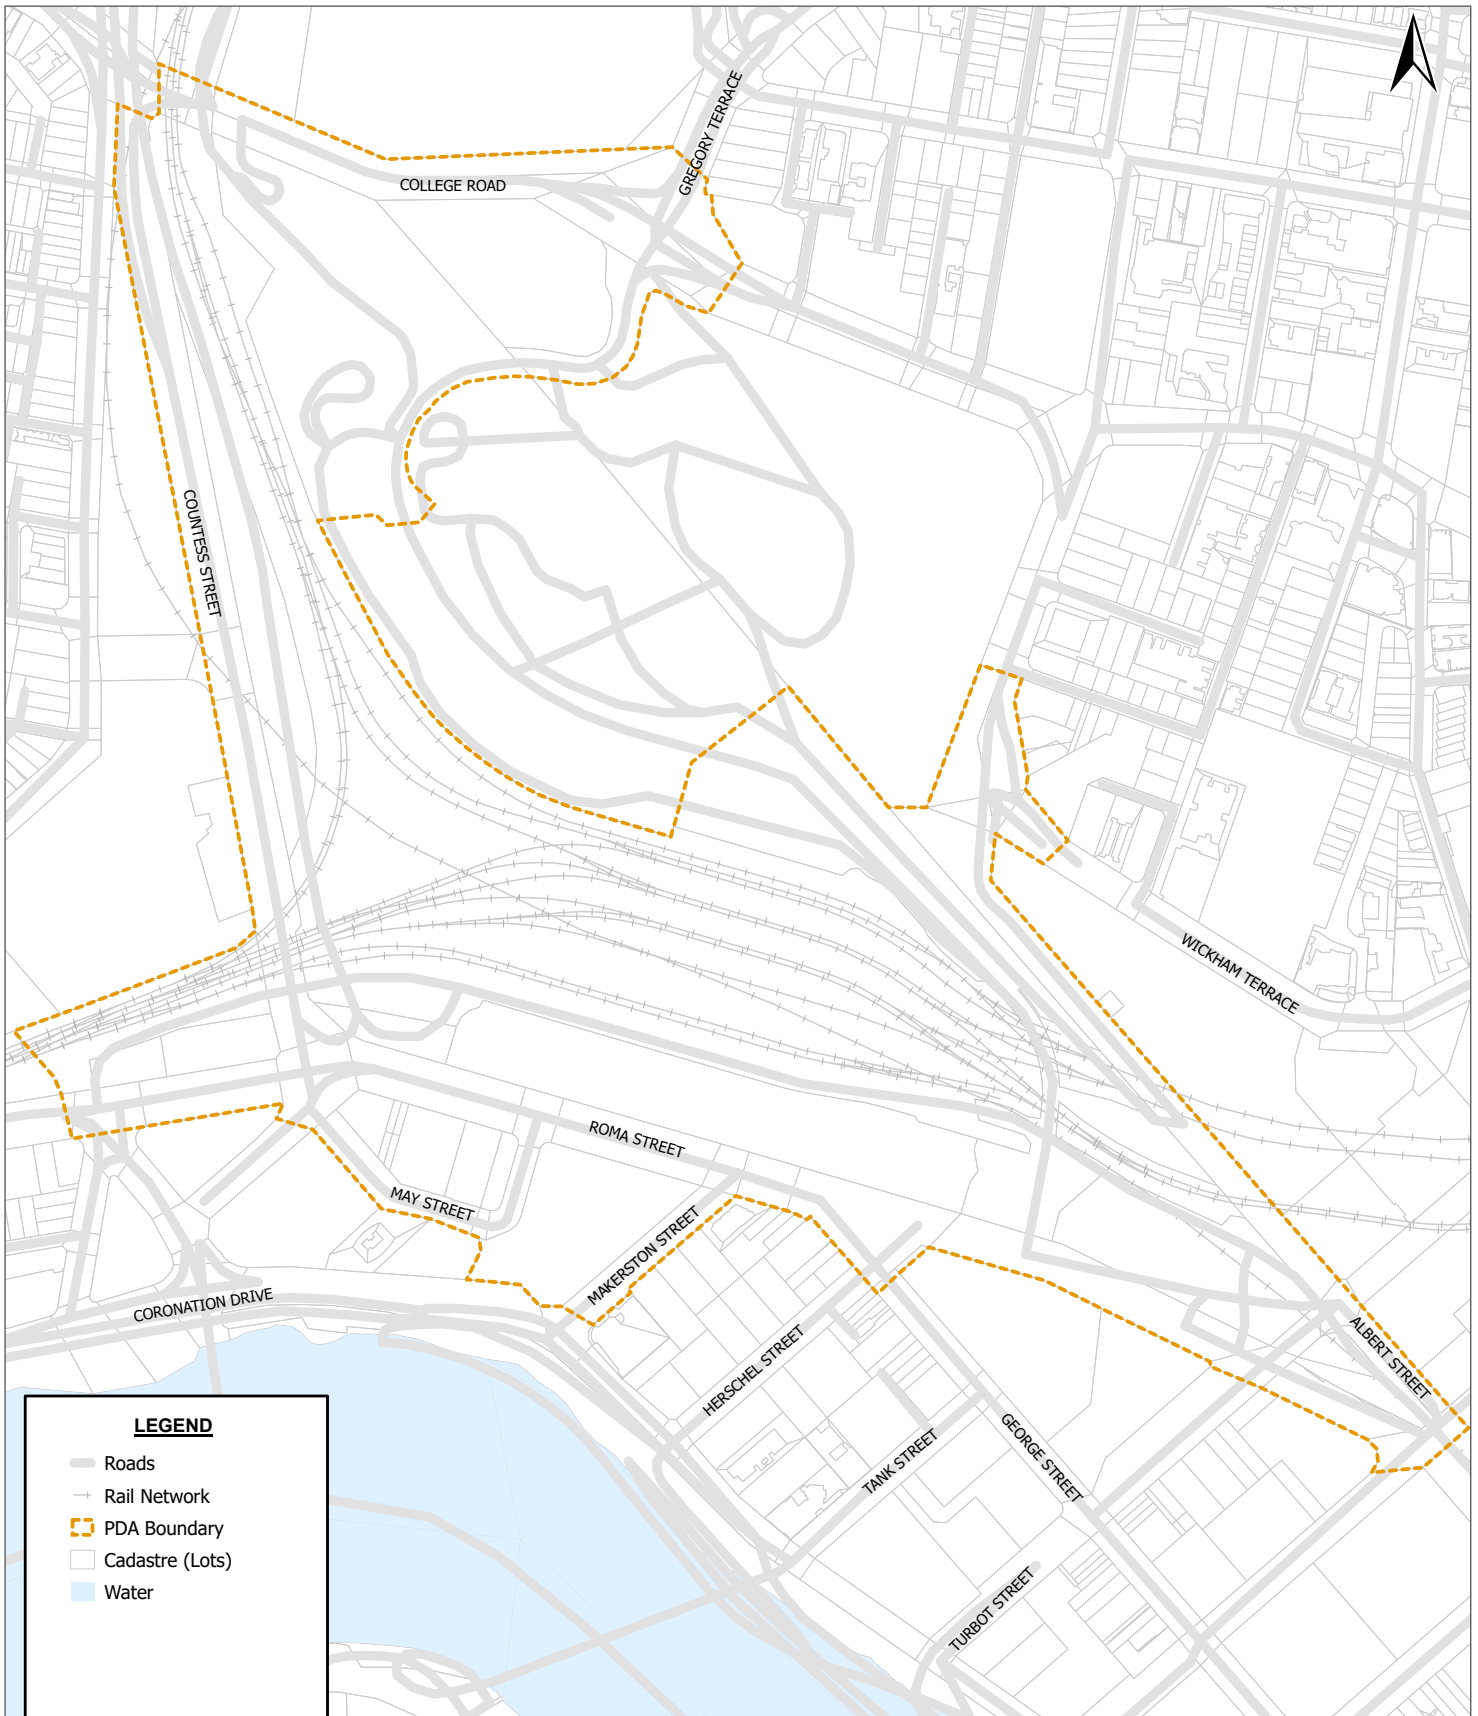 GREGORY TERRACE
COLLEGE ROAD
COUNTESS STREET
WICKHAM TERRACE
ROMA STREET
MAY STREET
MAKERSTON STREET
CORONATION DRIVE
HERSCHEL STREET
ALBERT STREET
GEORGE STREET
TANK STREET
TURBOT STREET
LEGEND
Roads
Rail Network
PDA Boundary
Cadastre (Lots)
Water